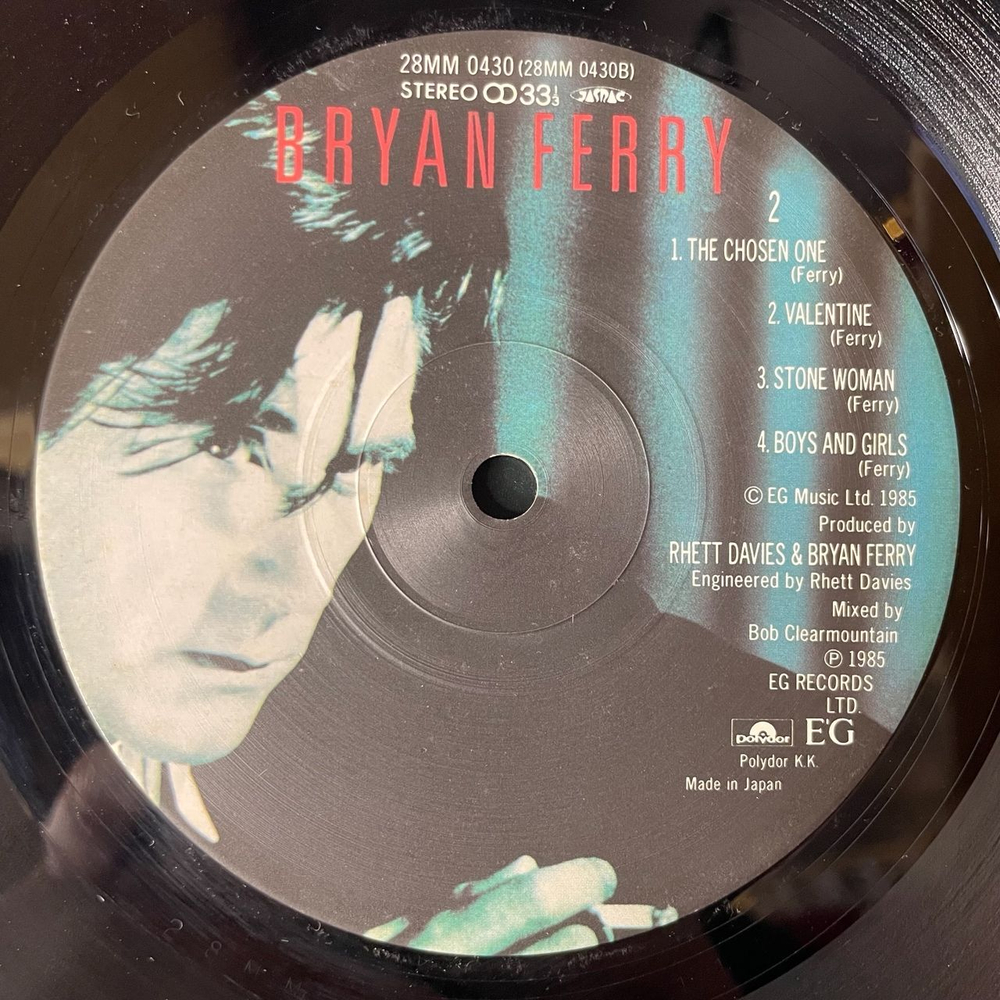 28MM 0430 (28MM 0430B)
STEREO 33⅓ JASRAC
BRYAN FERRY
2
1. THE CHOSEN ONE
(Ferry)
2. VALENTINE
(Ferry)
3. STONE WOMAN
(Ferry)
4. BOYS AND GIRLS
(Ferry)
© EG Music Ltd. 1985
Produced by
RHETT DAVIES & BRYAN FERRY
Engineered by Rhett Davies
Mixed by
Bob Clearmountain
℗ 1985
EG RECORDS
LTD.
polydor E'G
Polydor K.K.
Made in Japan